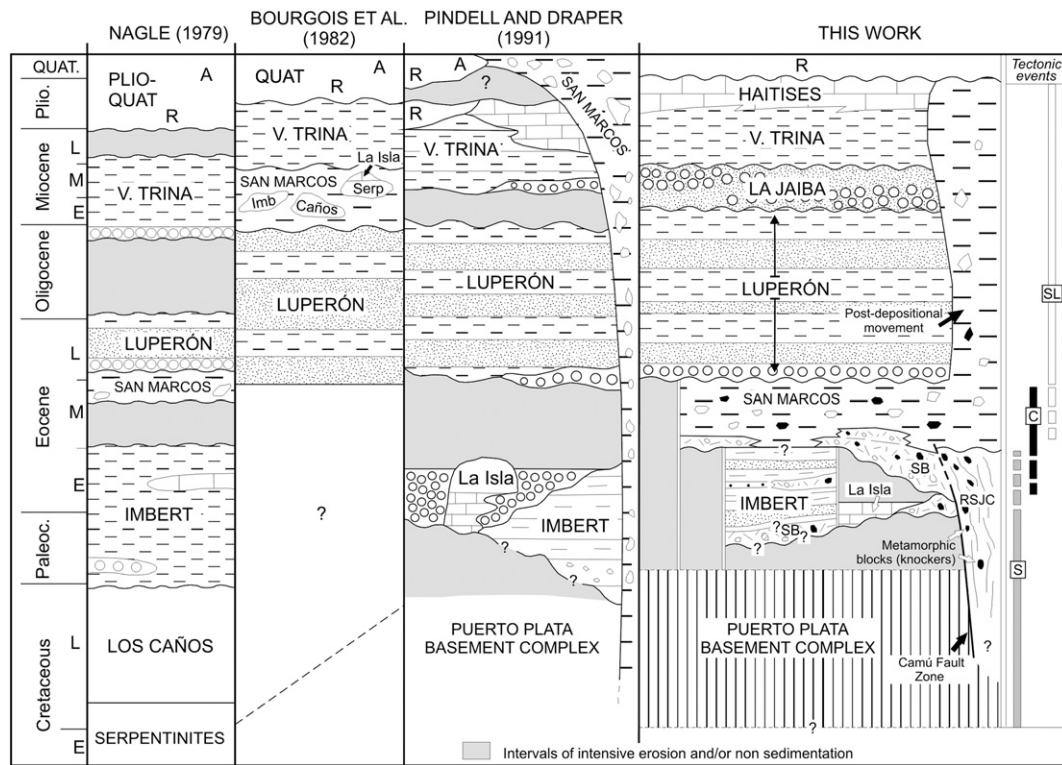 NAGLE (1979)
BOURGOIS ET AL.
(1982)
PINDELL AND DRAPER
(1991)
THIS WORK
Tectonic
events
QUAT.
Plio.
Miocene
L
M
E
Oligocene
Eocene
L
M
E
Paleoc.
Cretaceous
L
E
A
PLIO-
QUAT
R
V. TRINA
LUPERÓN
SAN MARCOS
IMBERT
LOS CAÑOS
SERPENTINITES
A
QUAT
R
V. TRINA
La Isla
SAN MARCOS
Serp
Imb
Caños
LUPERÓN
?
A
R
?
SAN MARCOS
R
V. TRINA
LUPERÓN
La Isla
IMBERT
?
?
PUERTO PLATA
BASEMENT COMPLEX
R
HAITISES
V. TRINA
LA JAIBA
LUPERÓN
Post-depositional
movement
SAN MARCOS
?
SB
La Isla
RSJC
IMBERT
?
SB
?
?
Metamorphic
blocks (knockers)
PUERTO PLATA
BASEMENT COMPLEX
?
Camú Fault
Zone
?
SL
C
S
Intervals of intensive erosion and/or non sedimentation